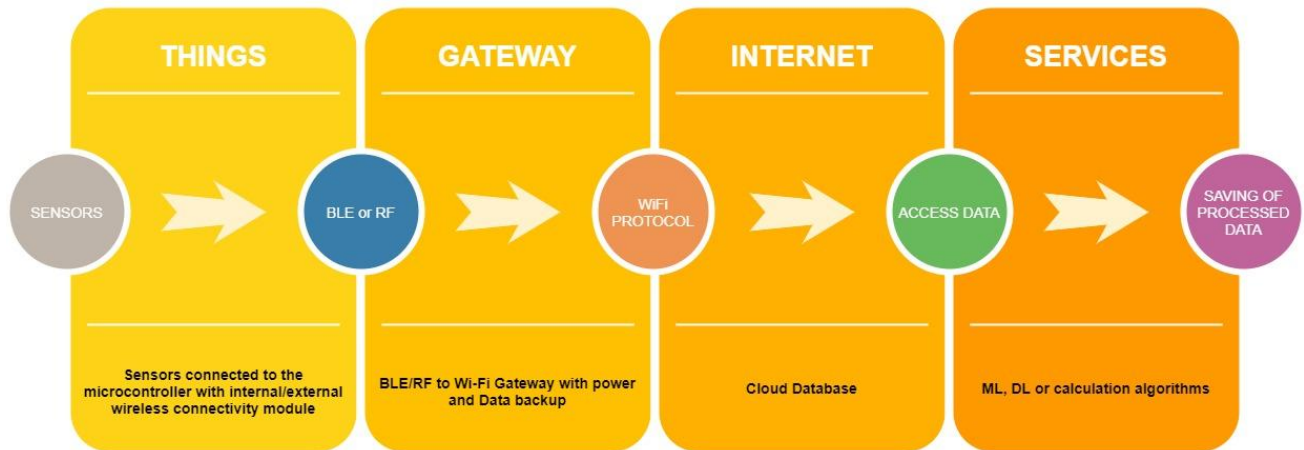 THINGS
GATEWAY
INTERNET
SERVICES
SENSORS
BLE or RF
WiFi
PROTOCOL
ACCESS DATA
SAVING OF
PROCESSED
DATA
Sensors connected to the
microcontroller with internal/external
wireless connectivity module
BLE/RF to Wi-Fi Gateway with power
and Data backup
Cloud Database
ML, DL or calculation algorithms